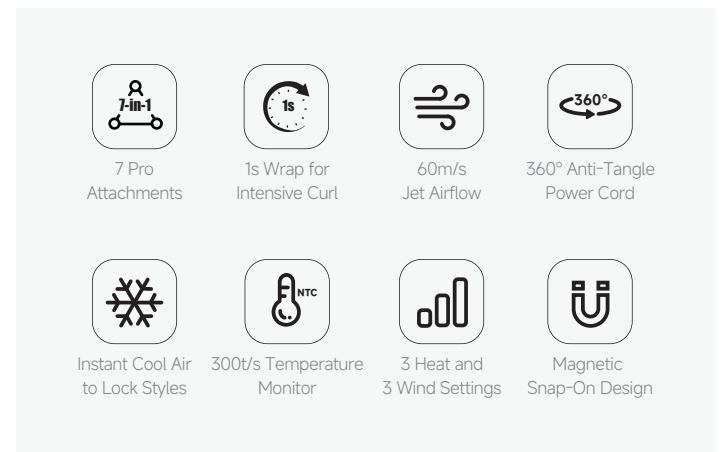 7-in-1
1s
360°
7 Pro
Attachments
1s Wrap for
Intensive Curl
60m/s
Jet Airflow
360° Anti-Tangle
Power Cord
NTC
Instant Cool Air
to Lock Styles
300t/s Temperature
Monitor
3 Heat and
3 Wind Settings
Magnetic
Snap-On Design